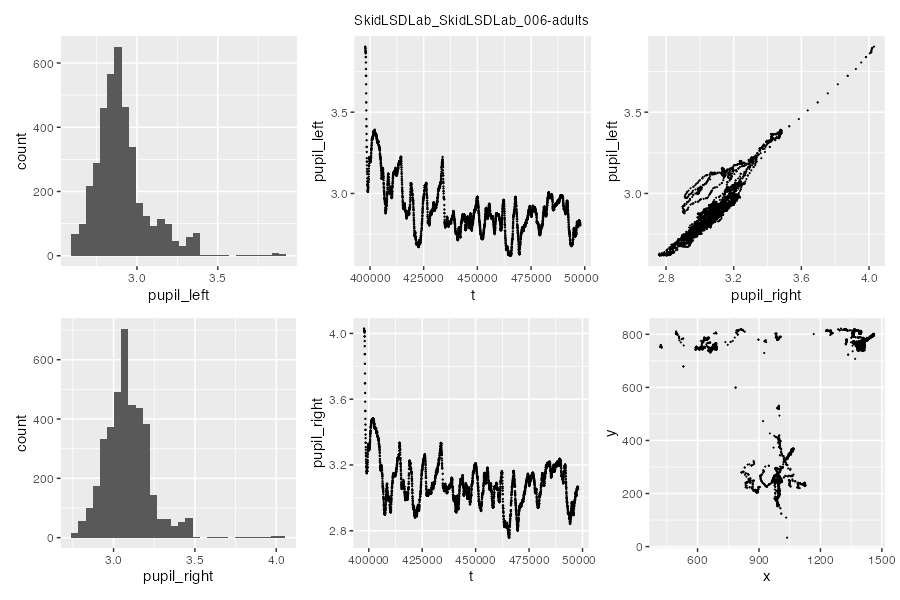 SkidLSDLab_SkidLSDLab_006-adults
600
400
200
0
count
3.0 3.5
pupil_left
3.5
3.0
pupil_left
400000 425000 450000 475000 500000
t
3.5
3.0
pupil_left
2.8 3.2 3.6 4.0
pupil_right
600
400
200
0
count
3.0 3.5 4.0
pupil_right
4.0
3.6
3.2
2.8
pupil_right
400000 425000 450000 475000 500000
t
800
600
400
200
0
y
600 900 1200 1500
x